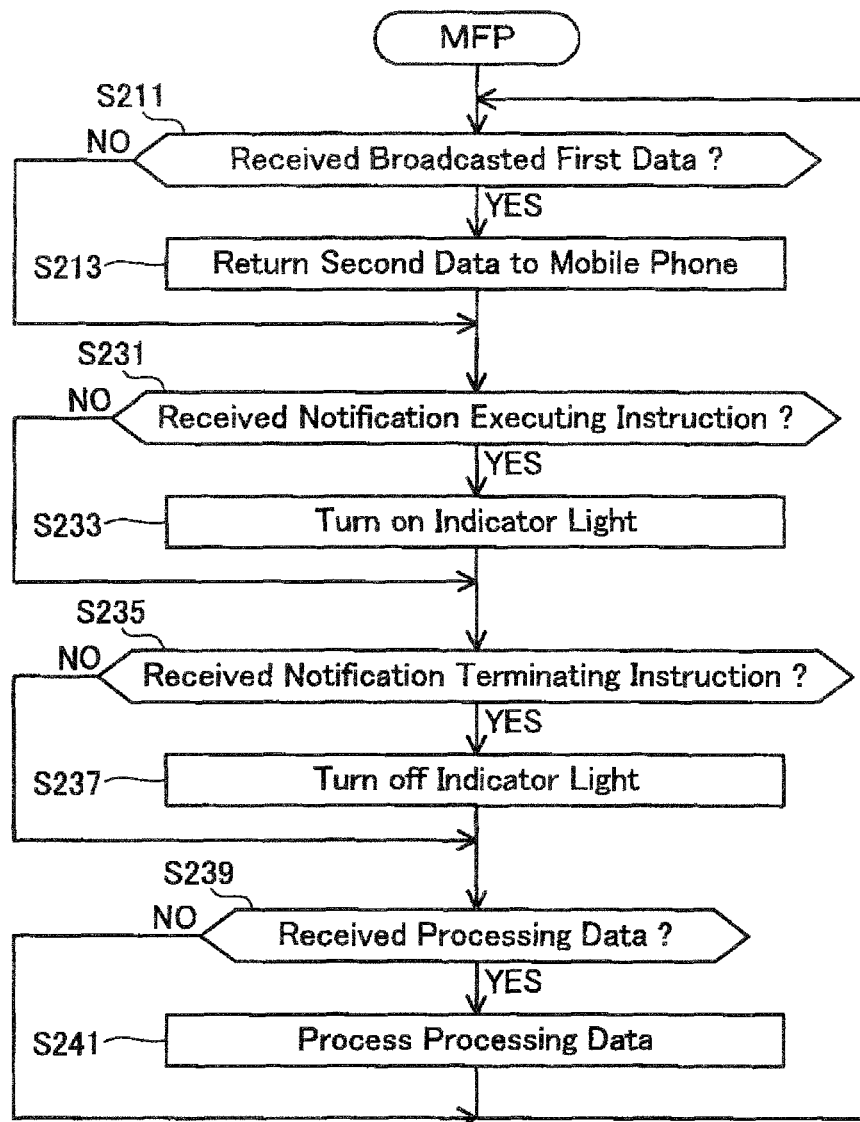 MFP
S211
NO
Received Broadcasted First Data ?
YES
S213
Return Second Data to Mobile Phone
S231
NO
Received Notification Executing Instruction ?
YES
S233
Turn on Indicator Light
S235
NO
Received Notification Terminating Instruction ?
YES
S237
Turn off Indicator Light
S239
NO
Received Processing Data ?
YES
S241
Process Processing Data